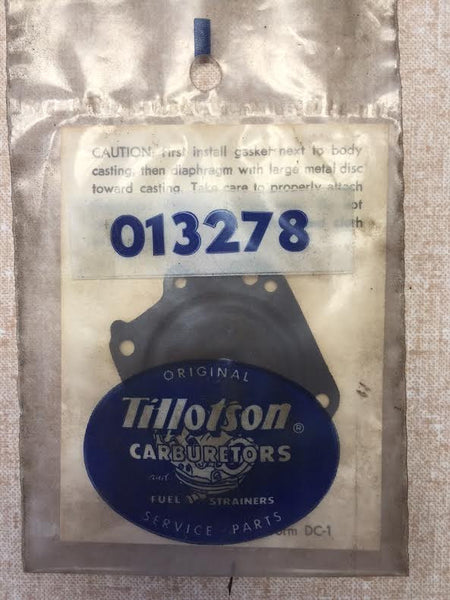 CAUTION: First install gasket next to body
casting, then diaphragm with large metal disc
toward casting. Take care to properly attach
013278
cloth
ORIGINAL
Tillotson ®
CARBURETORS
and
FUEL STRAINERS
SERVICE - PARTS
DC-1